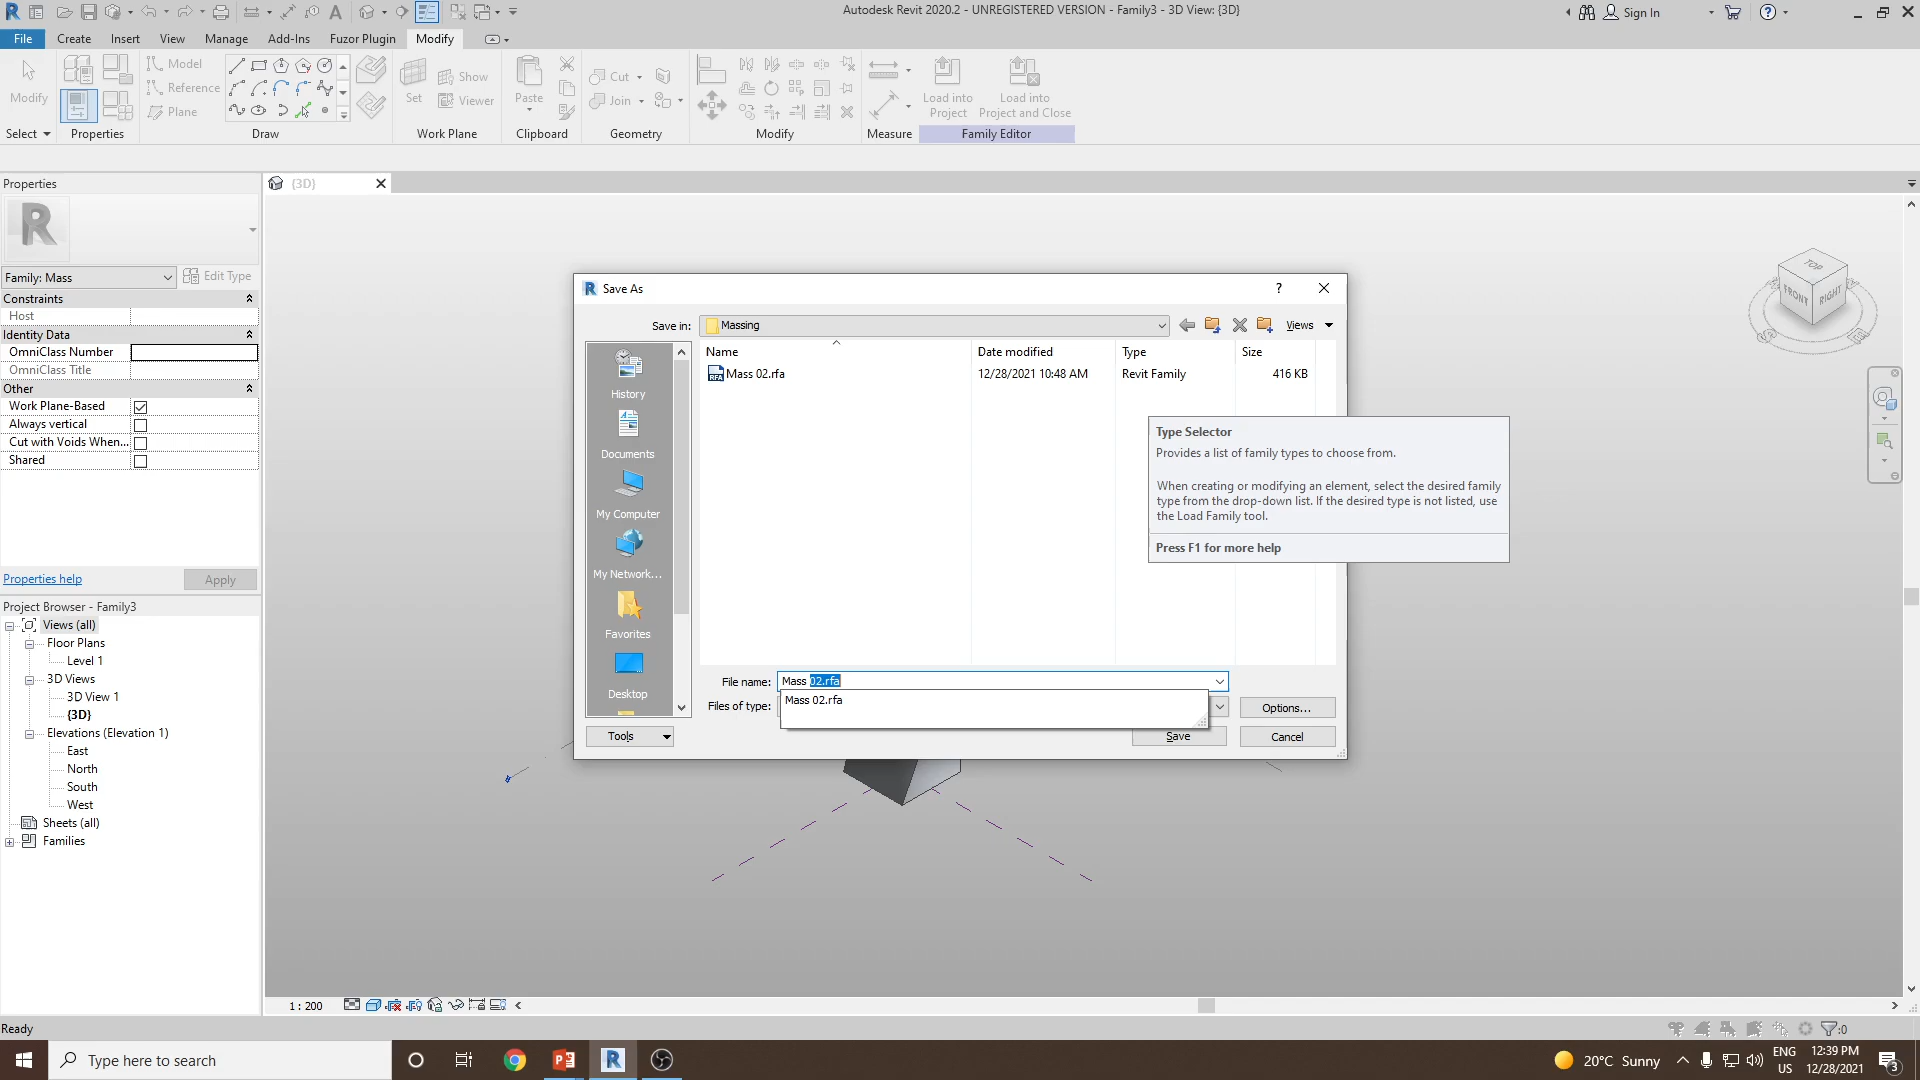 Autodesk Revit 2020.2 - UNREGISTERED VERSION - Family3 - 3D View: {3D}
Sign In
File Create Insert View Manage Add-Ins Fuzor Plugin Modify
Modify
Model
Reference
Plane
Set
Show
Viewer
Paste
Cut
Join
Load into
Project
Load into
Project and Close
Select Properties Draw Work Plane Clipboard Geometry Modify Measure Family Editor
Properties
{3D}
R
Family: Mass
Edit Type
Constraints
Host
Identity Data
OmniClass Number
OmniClass Title
Other
Work Plane-Based
Always vertical
Cut with Voids When...
Shared
Properties help
Apply
Project Browser - Family3
Views (all)
Floor Plans
Level 1
3D Views
3D View 1
{3D}
Elevations (Elevation 1)
East
North
South
West
Sheets (all)
Families
Save As
Save in: Massing
Views
Name Date modified Type Size
Mass 02.rfa 12/28/2021 10:48 AM Revit Family 416 KB
History
Documents
My Computer
My Network...
Favorites
Desktop
Type Selector
Provides a list of family types to choose from.
When creating or modifying an element, select the desired family
type from the drop-down list. If the desired type is not listed, use
the Load Family tool.
Press F1 for more help
File name: Mass 02.rfa
Mass 02.rfa
Files of type:
Options...
Tools
Save
Cancel
TOP
FRONT
RIGHT
1 : 200
Ready
:0
Type here to search
20°C Sunny
ENG
US
12:39 PM
12/28/2021
3